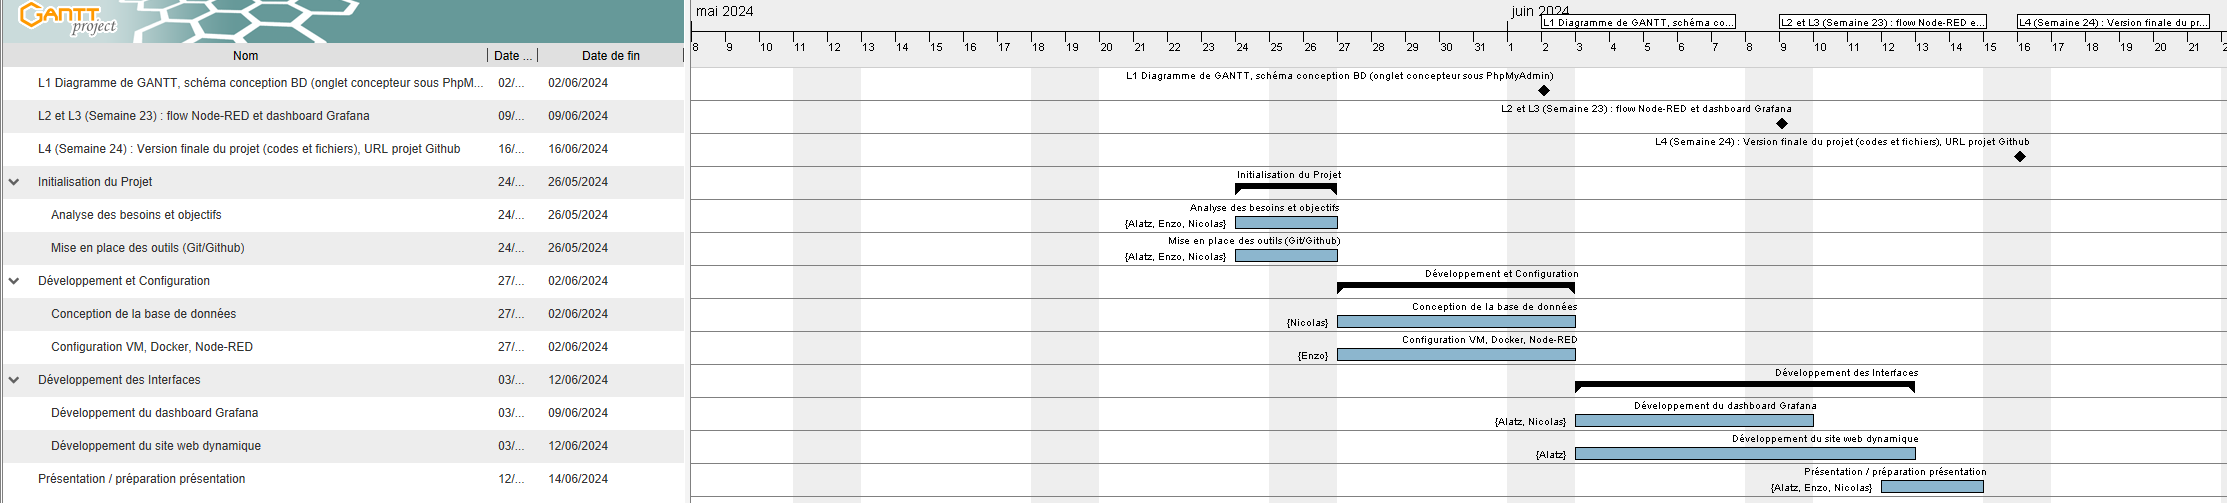 GANTT
project
Nom Date ... Date de fin
L1 Diagramme de GANTT, schéma conception BD (onglet concepteur sous PhpM... 02/... 02/06/2024
L2 et L3 (Semaine 23) : flow Node-RED et dashboard Grafana 09/... 09/06/2024
L4 (Semaine 24) : Version finale du projet (codes et fichiers), URL projet Github 16/... 16/06/2024
Initialisation du Projet 24/... 26/05/2024
Analyse des besoins et objectifs 24/... 26/05/2024
Mise en place des outils (Git/Github) 24/... 26/05/2024
Développement et Configuration 27/... 02/06/2024
Conception de la base de données 27/... 02/06/2024
Configuration VM, Docker, Node-RED 27/... 02/06/2024
Développement des Interfaces 03/... 12/06/2024
Développement du dashboard Grafana 03/... 09/06/2024
Développement du site web dynamique 03/... 12/06/2024
Présentation / préparation présentation 12/... 14/06/2024
mai 2024 juin 2024
L1 Diagramme de GANTT, schéma co... L2 et L3 (Semaine 23) : flow Node-RED e... L4 (Semaine 24) : Version finale du pr...
8 9 10 11 12 13 14 15 16 17 18 19 20 21 22 23 24 25 26 27 28 29 30 31 1 2 3 4 5 6 7 8 9 10 11 12 13 14 15 16 17 18 19 20 21 2
L1 Diagramme de GANTT, schéma conception BD (onglet concepteur sous PhpMyAdmin)
L2 et L3 (Semaine 23) : flow Node-RED et dashboard Grafana
L4 (Semaine 24) : Version finale du projet (codes et fichiers), URL projet Github
Initialisation du Projet
Analyse des besoins et objectifs
{Alatz, Enzo, Nicolas}
Mise en place des outils (Git/Github)
{Alatz, Enzo, Nicolas}
Développement et Configuration
Conception de la base de données
{Nicolas}
Configuration VM, Docker, Node-RED
{Enzo}
Développement des Interfaces
Développement du dashboard Grafana
{Alatz, Nicolas}
Développement du site web dynamique
{Alatz}
Présentation / préparation présentation
{Alatz, Enzo, Nicolas}